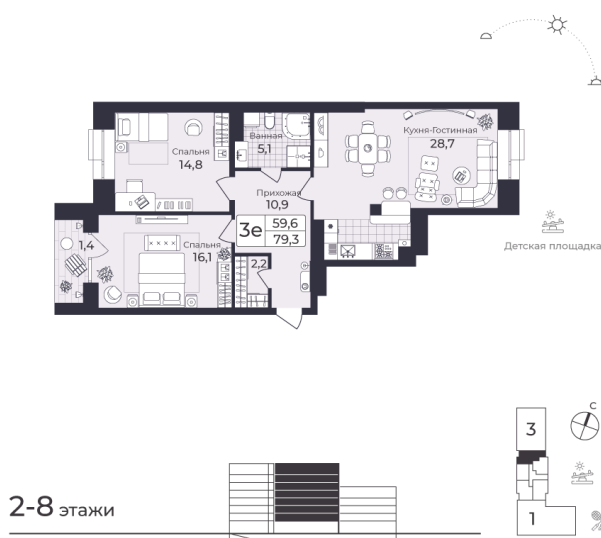 Спальня
14,8
Ванная
5,1
Кухня-Гостинная
28,7
Прихожая
10,9
3е
59,6
79,3
1,4
Спальня
16,1
2,2
Детская площадка
С
3
1
2-8 этажи